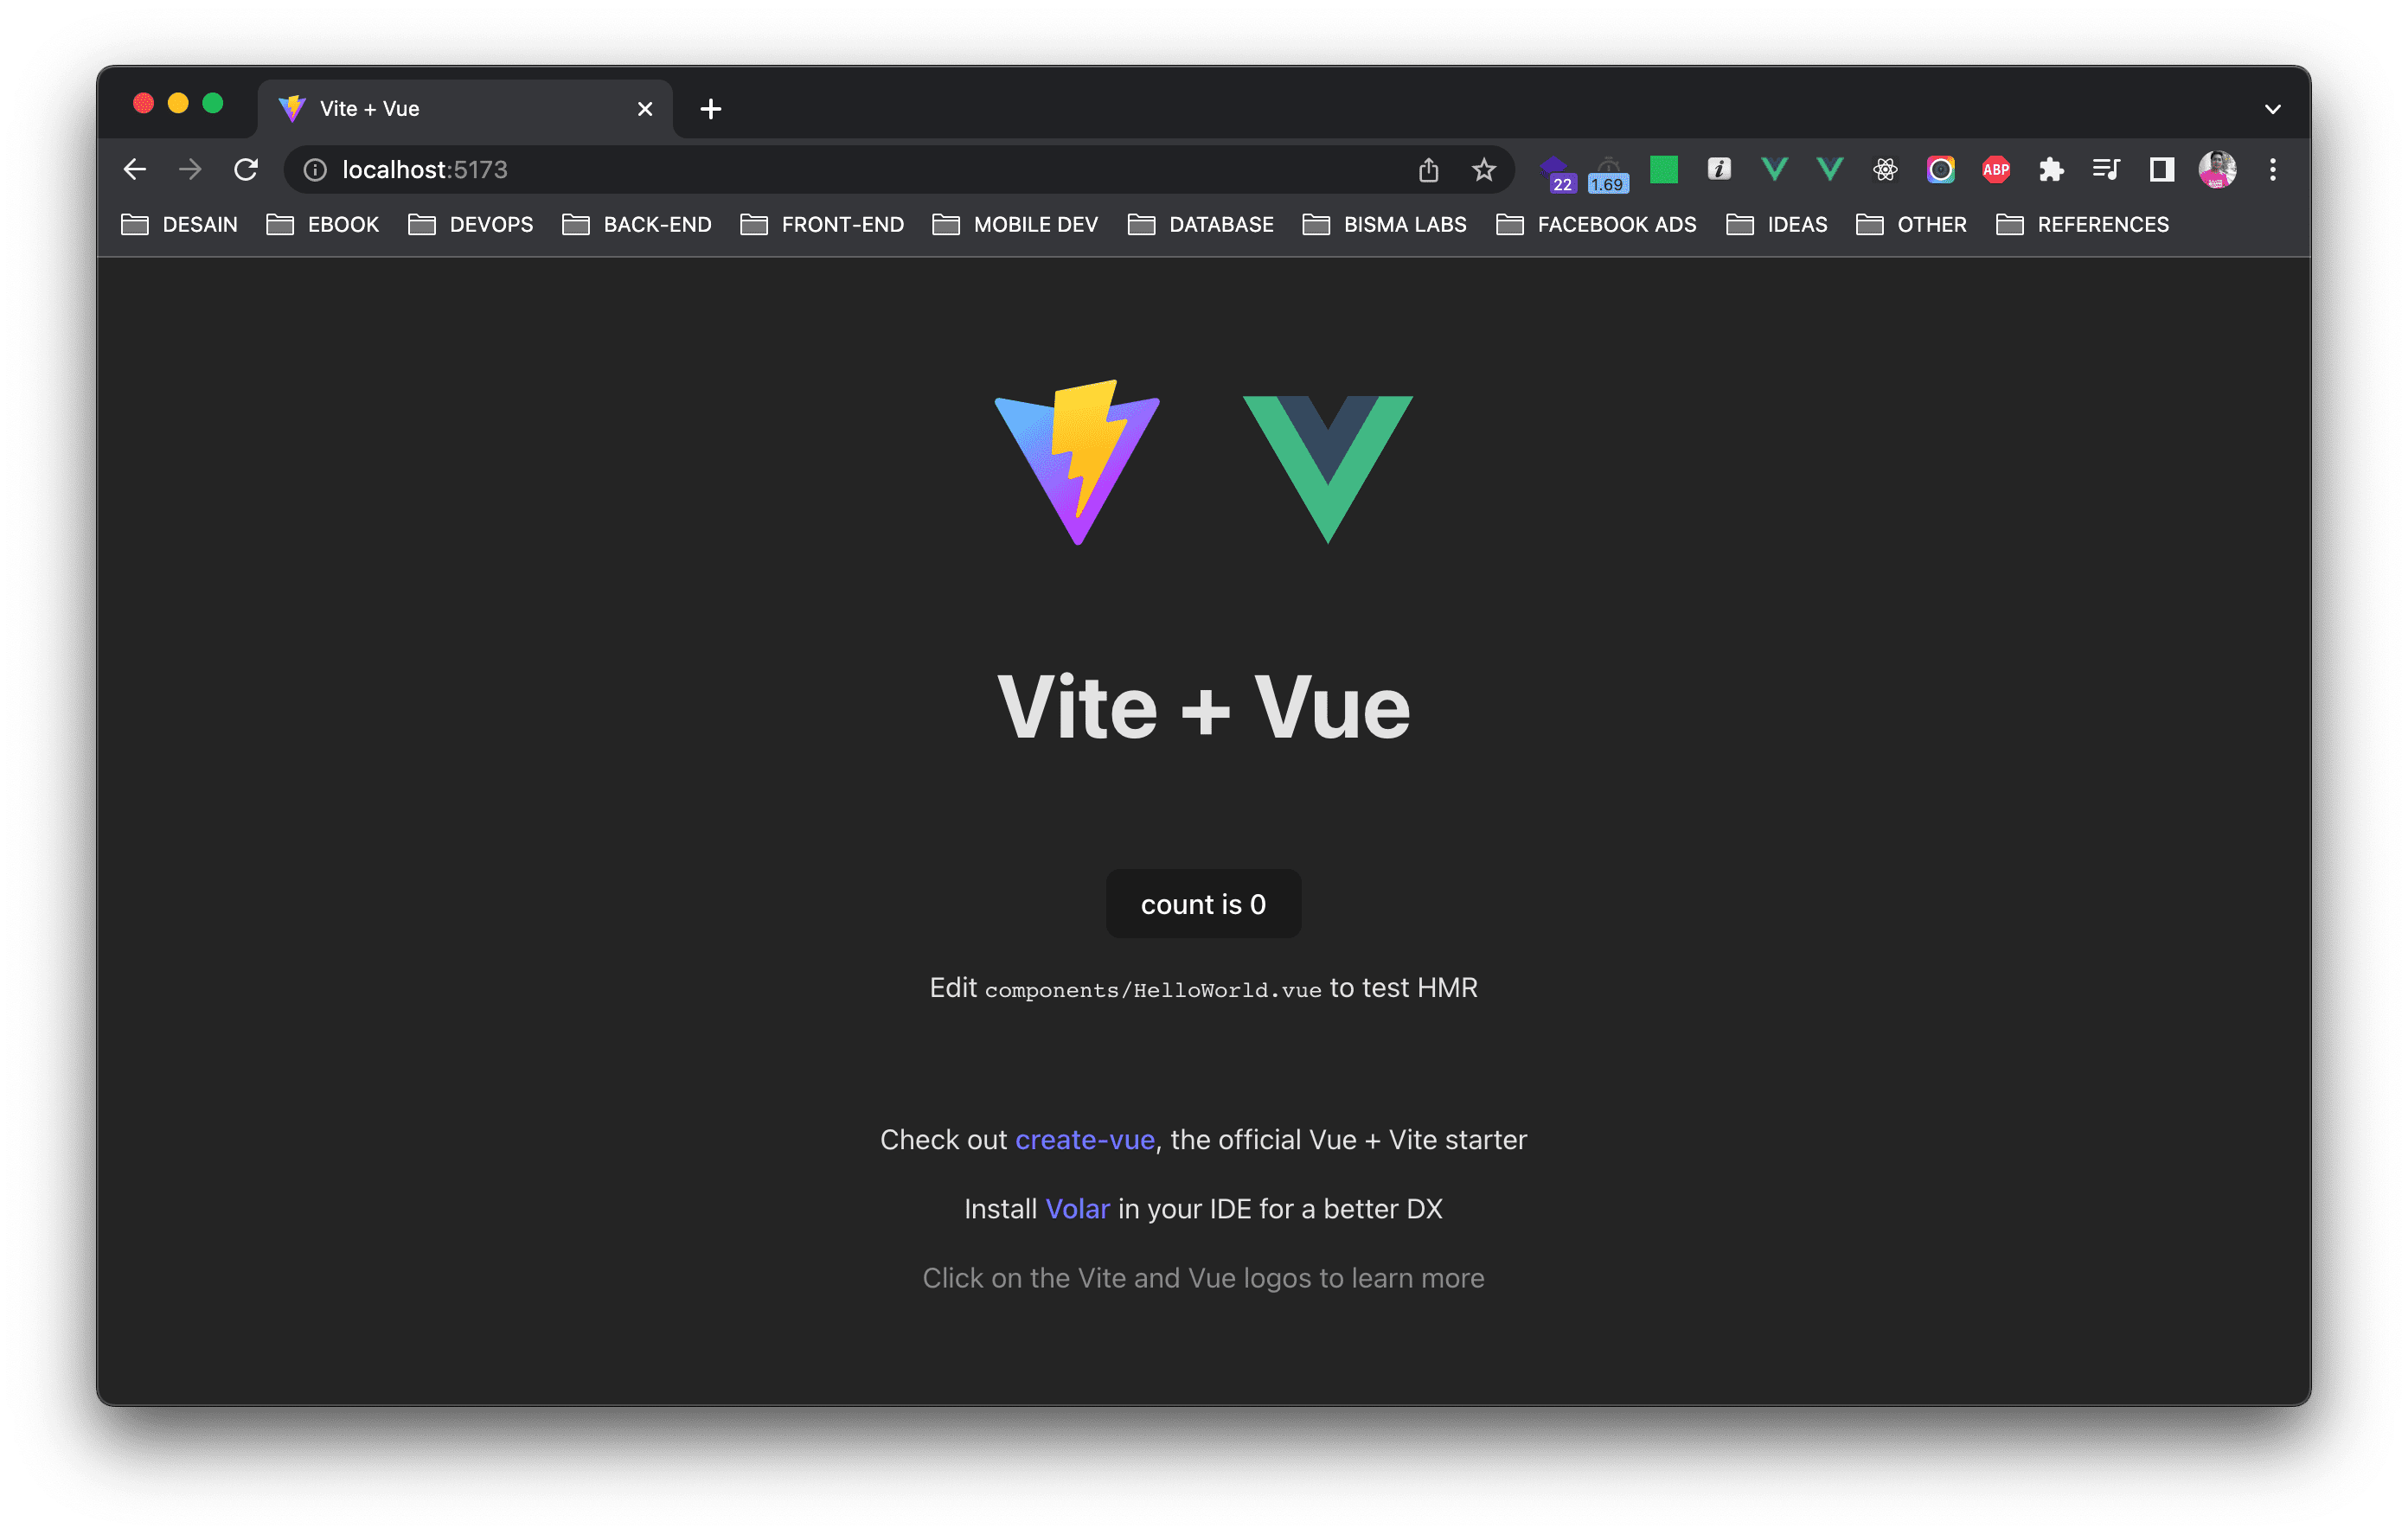 Vite + Vue
localhost:5173
22
1.69
i
ABP
DESAIN EBOOK DEVOPS BACK-END FRONT-END MOBILE DEV DATABASE BISMA LABS FACEBOOK ADS IDEAS OTHER REFERENCES
Vite + Vue
count is 0
Edit components/HelloWorld.vue to test HMR
Check out create-vue, the official Vue + Vite starter
Install Volar in your IDE for a better DX
Click on the Vite and Vue logos to learn more